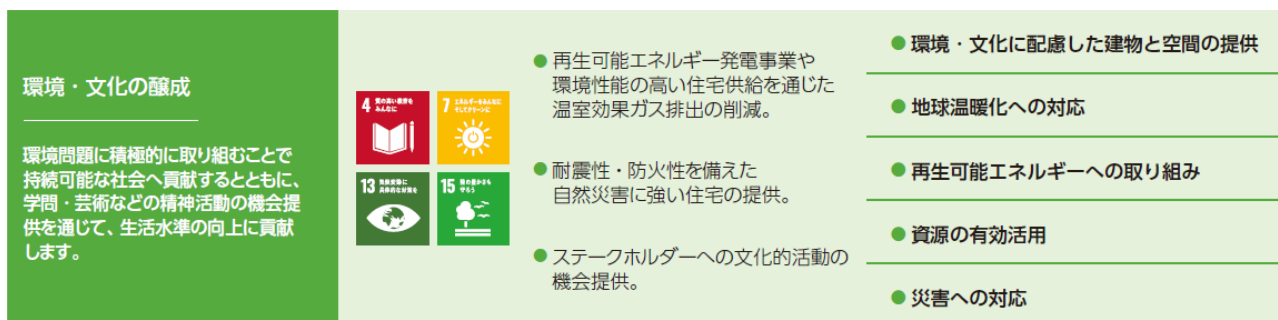 環境・文化の醸成
環境問題に積極的に取り組むことで
持続可能な社会へ貢献するとともに、
学問・芸術などの精神活動の機会提
供を通じて、生活水準の向上に貢献
します。
4 質の高い教育を
みんなに
7 エネルギーをみんなに
そしてクリーンに
13 気候変動に
具体的な対策を
15 陸の豊かさも
守ろう
● 再生可能エネルギー発電事業や
環境性能の高い住宅供給を通じた
温室効果ガス排出の削減。
● 耐震性・防火性を備えた
自然災害に強い住宅の提供。
● ステークホルダーへの文化的活動の
機会提供。
● 環境・文化に配慮した建物と空間の提供
● 地球温暖化への対応
● 再生可能エネルギーへの取り組み
● 資源の有効活用
● 災害への対応